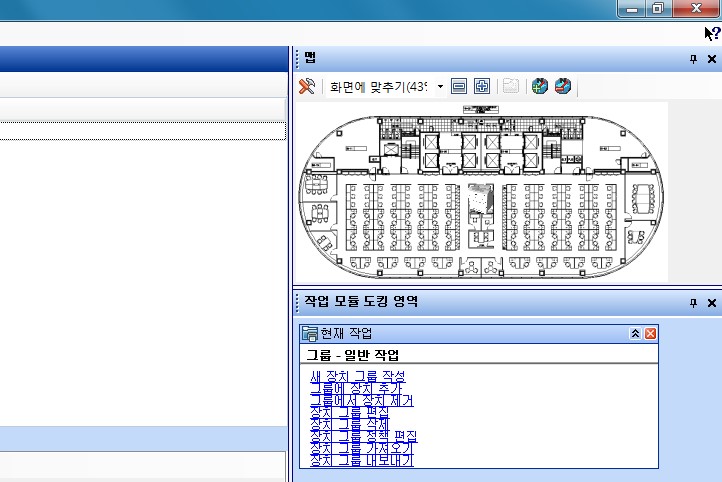 맵
화면에 맞추기(43%
작업 모듈 도킹 영역
현재 작업
그룹 - 일반 작업
새 장치 그룹 작성
그룹에 장치 추가
그룹에서 장치 제거
장치 그룹 편집
장치 그룹 삭제
장치 그룹 정책 편집
장치 그룹 가져오기
장치 그룹 내보내기